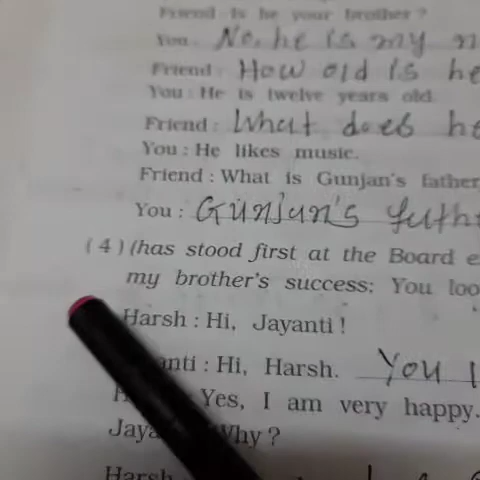 Friend : Is he your brother ?
You : No. he is my
Friend : How old is he
You : He is twelve years old.
Friend : What does he
You : He likes music.
Friend : What is Gunjan's father
You : Gunjan's
(4) (has stood first at the Board
my brother's success: You
Harsh : Hi, Jayanti !
: Hi, Harsh. You
Yes, I am very happy.
Why ?
Harsh